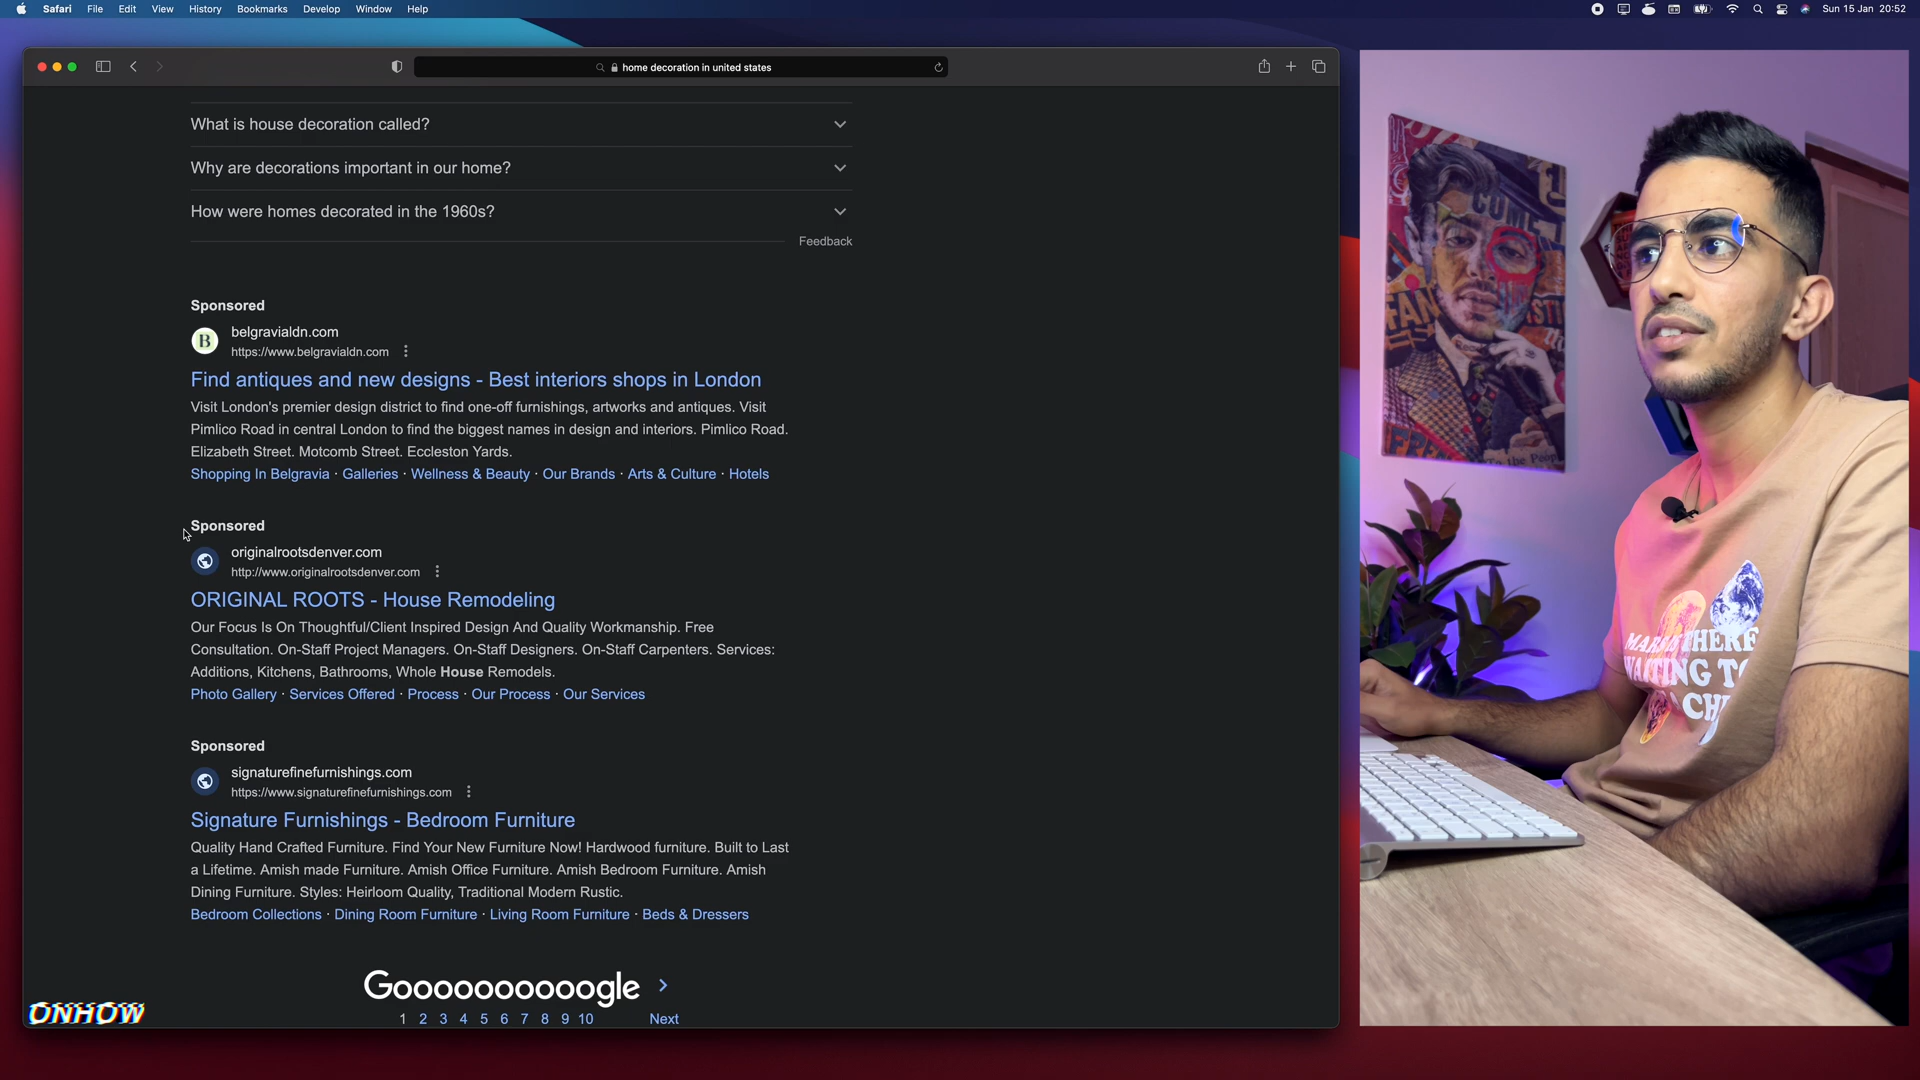 Safari File Edit View History Bookmarks Develop Window Help
Sun 15 Jan 20:52
home decoration in united states
What is house decoration called?
Why are decorations important in our home?
How were homes decorated in the 1960s?
Feedback
Sponsored
B
belgravialdn.com
https://www.belgravialdn.com
Find antiques and new designs - Best interiors shops in London
Visit London's premier design district to find one-off furnishings, artworks and antiques. Visit
Pimlico Road in central London to find the biggest names in design and interiors. Pimlico Road.
Elizabeth Street. Motcomb Street. Eccleston Yards.
Shopping In Belgravia · Galleries · Wellness & Beauty · Our Brands · Arts & Culture · Hotels
Sponsored
originalrootsdenver.com
http://www.originalrootsdenver.com
ORIGINAL ROOTS - House Remodeling
Our Focus Is On Thoughtful/Client Inspired Design And Quality Workmanship. Free
Consultation. On-Staff Project Managers. On-Staff Designers. On-Staff Carpenters. Services:
Additions, Kitchens, Bathrooms, Whole House Remodels.
Photo Gallery · Services Offered · Process · Our Process · Our Services
Sponsored
signaturefinefurnishings.com
https://www.signaturefinefurnishings.com
Signature Furnishings - Bedroom Furniture
Quality Hand Crafted Furniture. Find Your New Furniture Now! Hardwood furniture. Built to Last
a Lifetime. Amish made Furniture. Amish Office Furniture. Amish Bedroom Furniture. Amish
Dining Furniture. Styles: Heirloom Quality, Traditional Modern Rustic.
Bedroom Collections · Dining Room Furniture · Living Room Furniture · Beds & Dressers
Goooooooooogle
1 2 3 4 5 6 7 8 9 10 Next
ONHOW
COME
to the
WAITING